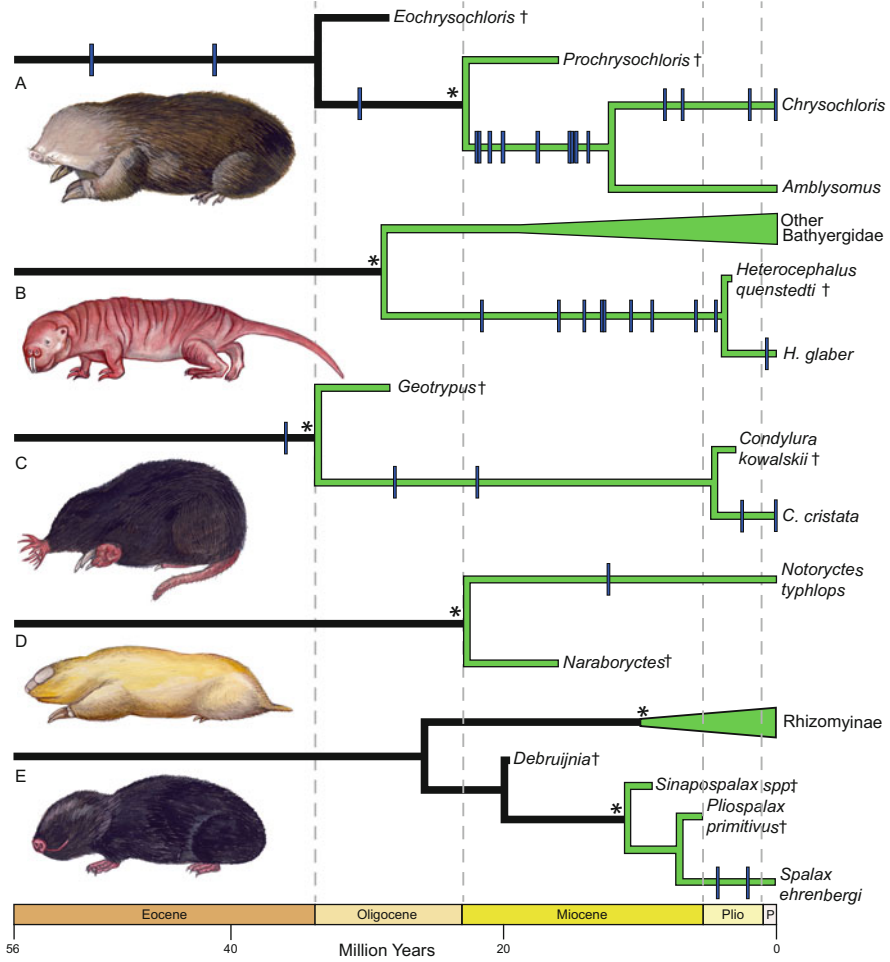 Eochrysochloris †
Prochrysochloris†
*
A
Chrysochloris
Amblysomus
Other
Bathyergidae
*
B
Heterocephalus
quenstedti †
H. glaber
Geotrypus†
*
C
Condylura
kowalskii †
C. cristata
Notoryctes
typhlops
*
D
Naraboryctes†
*
Rhizomyinae
E
Debruijnia†
Sinapospalax spp‡
*
Pliospalax
primitivus†
Spalax
ehrenbergi
Eocene Oligocene Miocene Plio P
56 40 20 0
Million Years